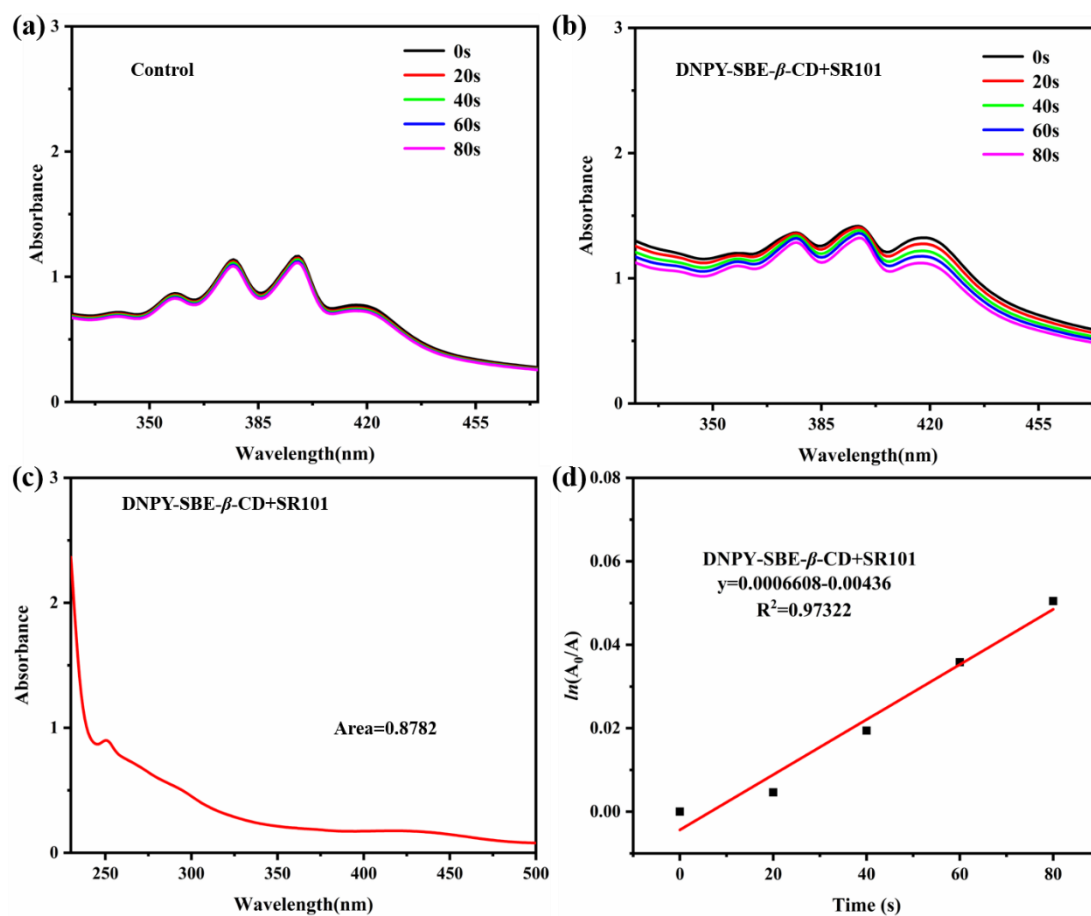 (a)
Control
0s
20s
40s
60s
80s
3
2
1
0
Absorbance
350
385
420
455
Wavelength(nm)
(b)
DNPY-SBE-β-CD+SR101
0s
20s
40s
60s
80s
3
2
1
0
Absorbance
350
385
420
455
Wavelength(nm)
(c)
DNPY-SBE-β-CD+SR101
Area=0.8782
3
2
1
0
Absorbance
250
300
350
400
450
500
Wavelength(nm)
(d)
DNPY-SBE-β-CD+SR101
y=0.0006608-0.00436
R²=0.97322
0.08
0.06
0.04
0.02
0.00
ln(A₀/A)
0
20
40
60
80
Time (s)